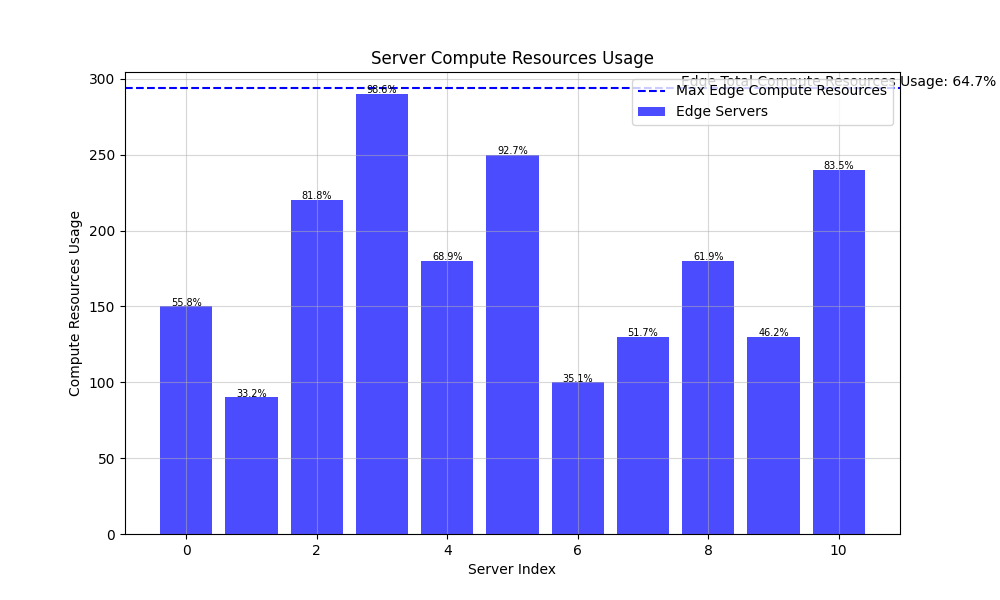 Server Compute Resources Usage
Edge Total Compute Resources Usage: 64.7%
Max Edge Compute Resources
Edge Servers
Compute Resources Usage
300
250
200
150
100
50
0
55.8%
33.2%
81.8%
98.6%
68.9%
92.7%
35.1%
51.7%
61.9%
46.2%
83.5%
0 2 4 6 8 10
Server Index